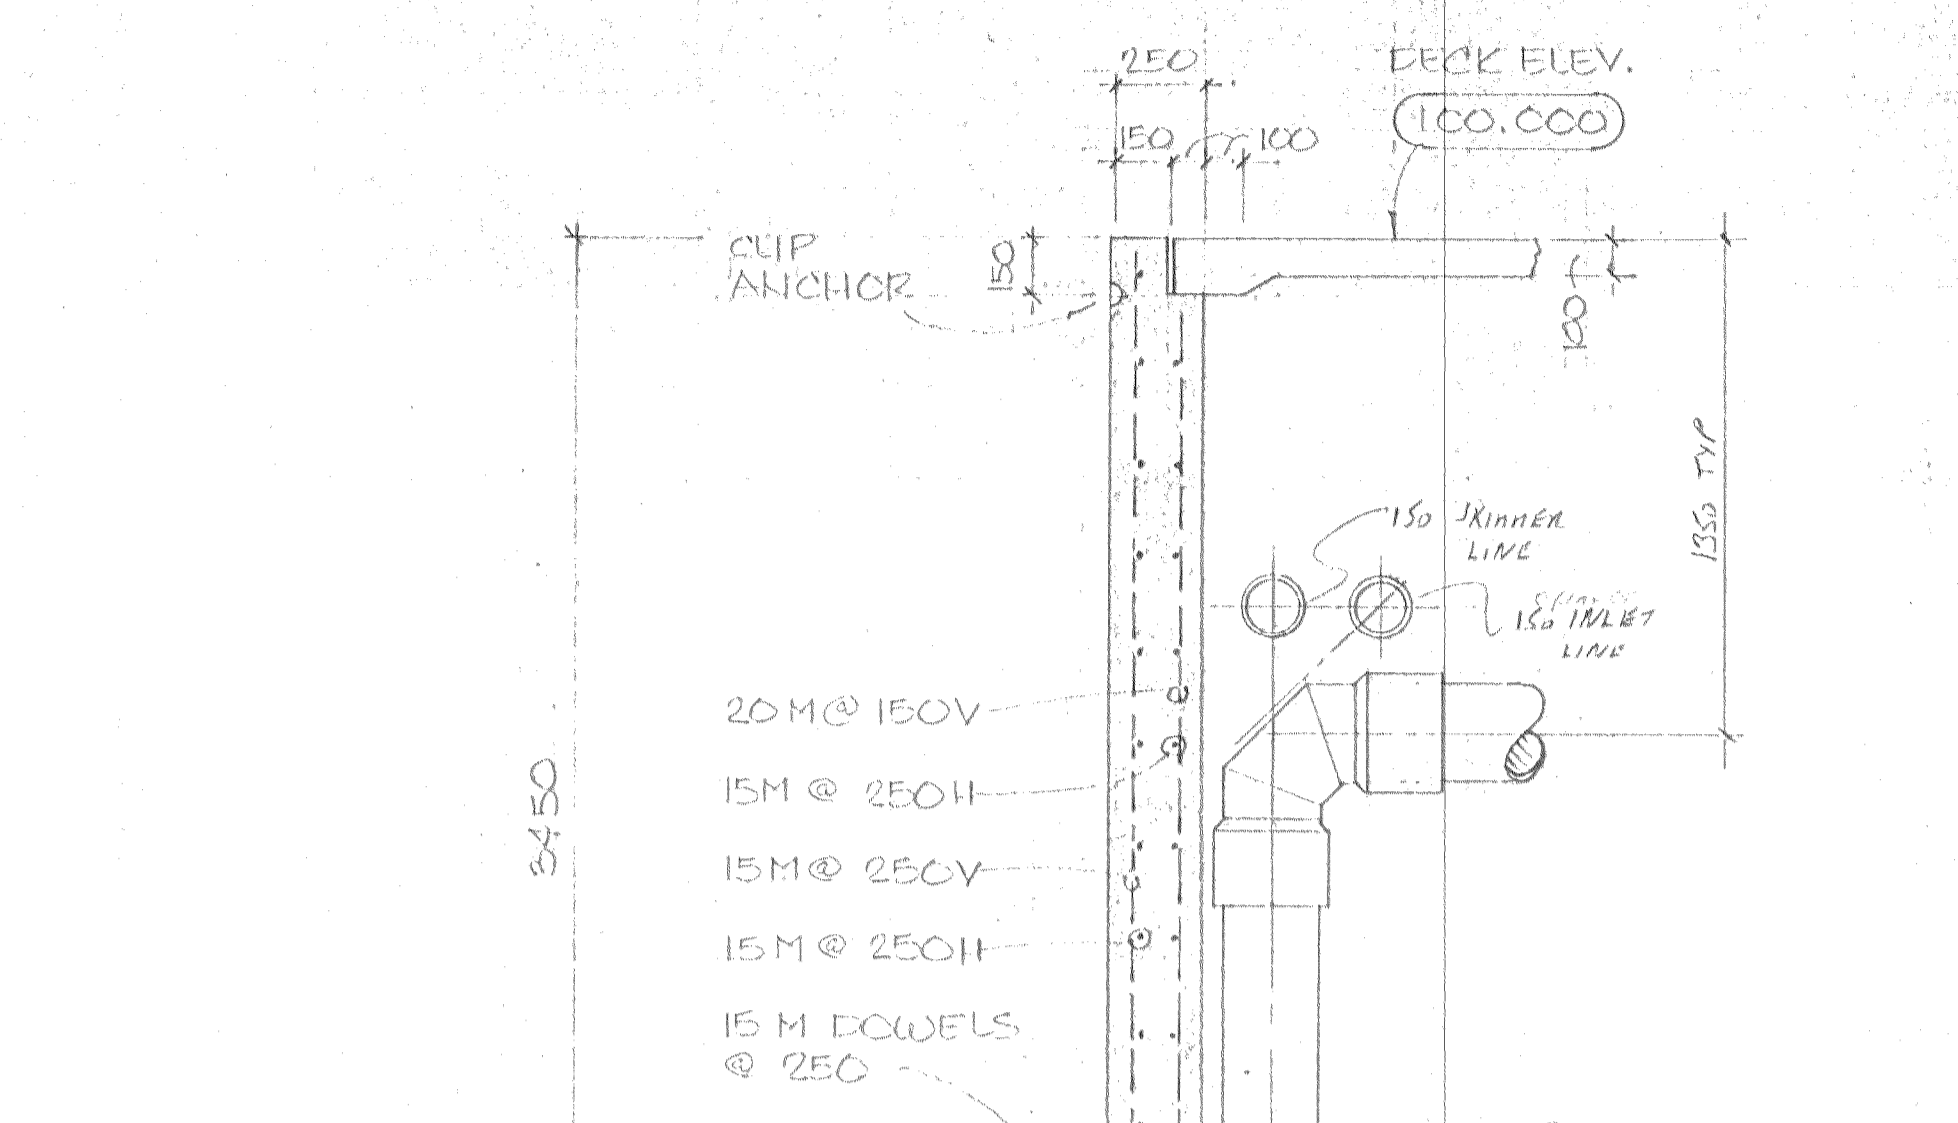 250
DECK ELEV.
100.000
150
100
CLIP
ANCHOR
150
100
1350 TYP
150 SKIMMER
LINE
150 INLET
LINE
3450
20M@ 150V
15M @ 250H
15M@ 250V
15M@ 250H
15M DOWELS
@ 250